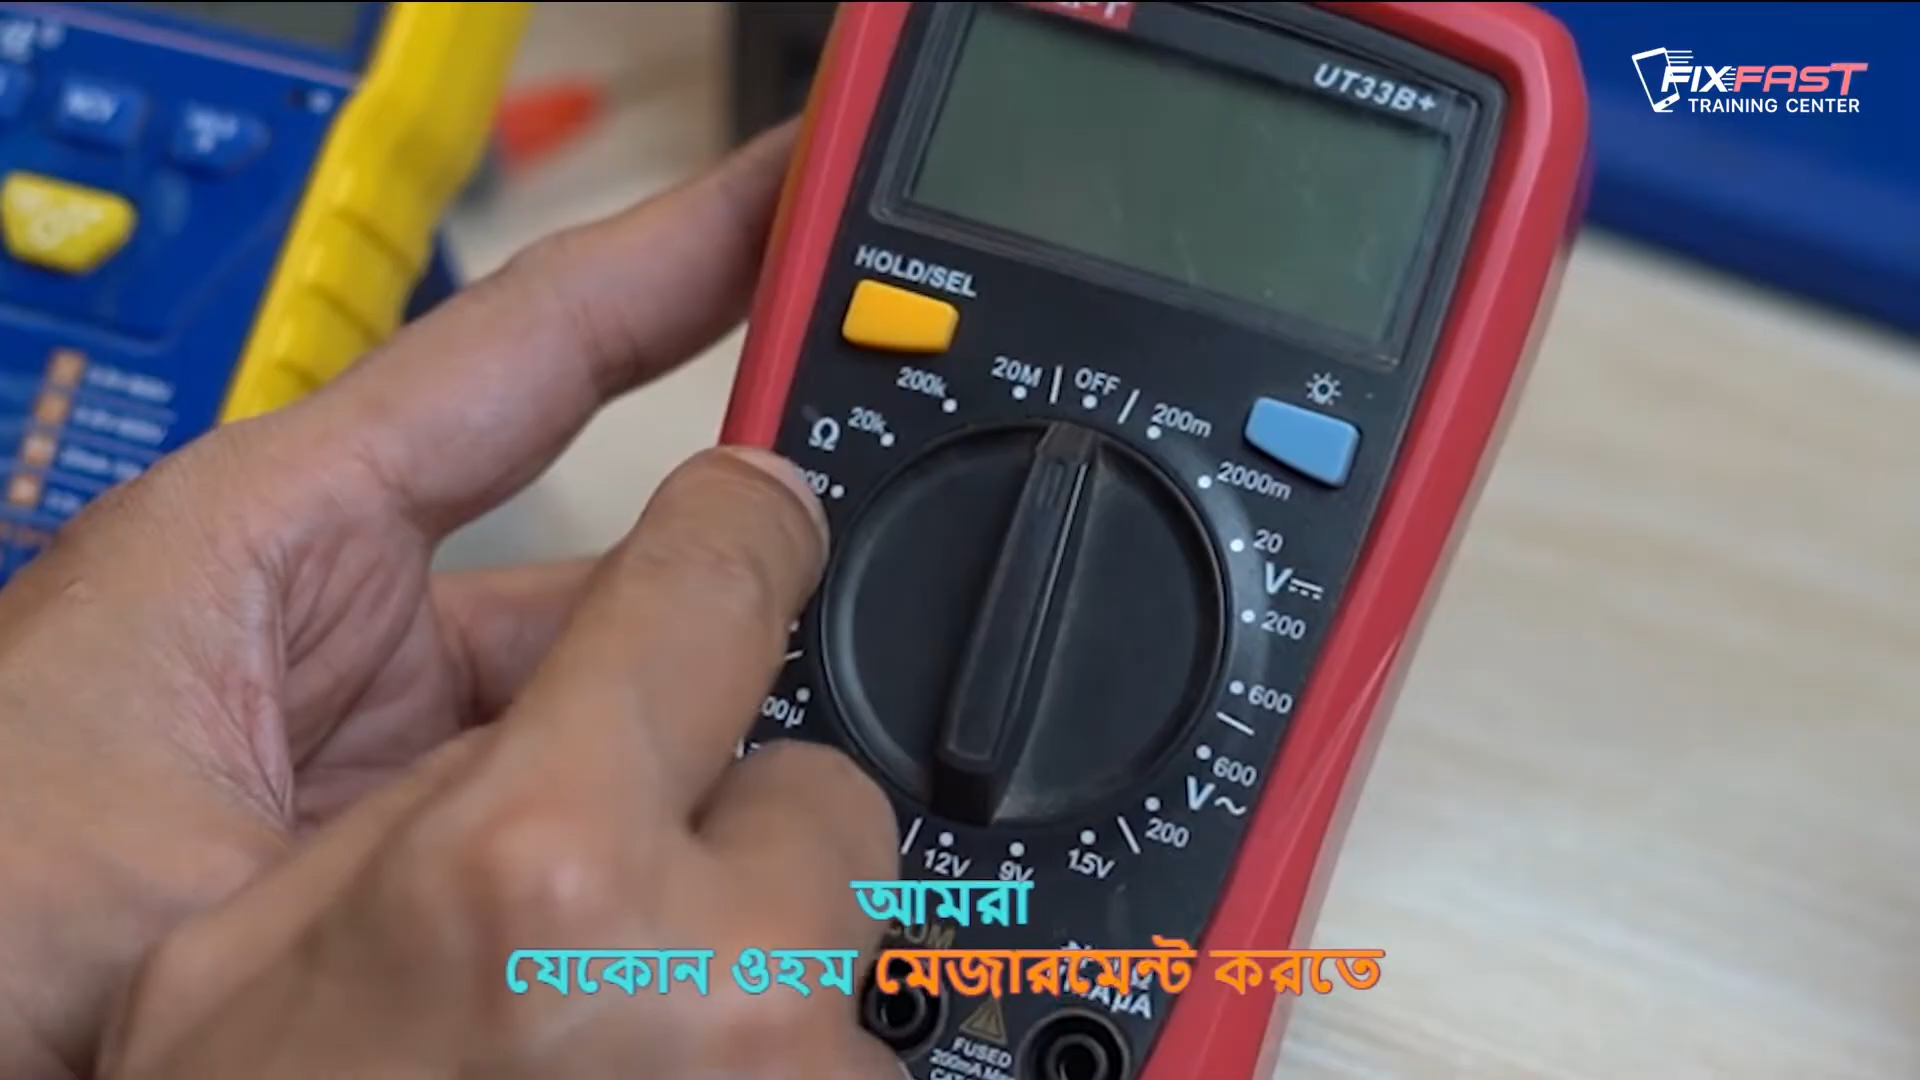 FIXFAST
TRAINING CENTER
UT33B+
HOLD/SEL
20M
OFF
200k
200m
20k
Ω
2000m
20
V
200
600
600
V~
200
12V
9V
1.5V
আমরা
যেকোন ওহম মেজারমেন্ট করতে
COM
FUSED